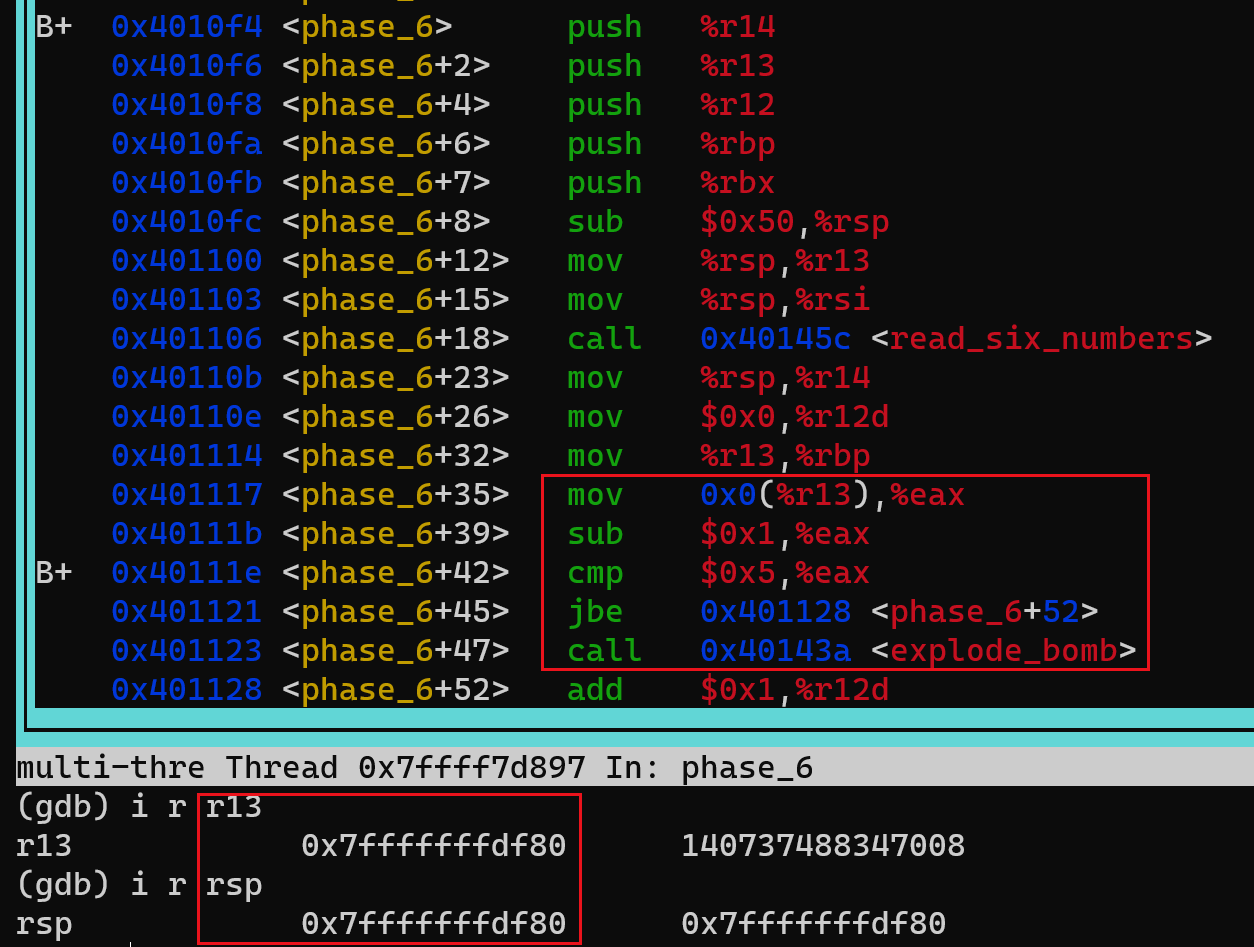 B+ 0x4010f4 <phase_6> push %r14
0x4010f6 <phase_6+2> push %r13
0x4010f8 <phase_6+4> push %r12
0x4010fa <phase_6+6> push %rbp
0x4010fb <phase_6+7> push %rbx
0x4010fc <phase_6+8> sub $0x50,%rsp
0x401100 <phase_6+12> mov %rsp,%r13
0x401103 <phase_6+15> mov %rsp,%rsi
0x401106 <phase_6+18> call 0x40145c <read_six_numbers>
0x40110b <phase_6+23> mov %rsp,%r14
0x40110e <phase_6+26> mov $0x0,%r12d
0x401114 <phase_6+32> mov %r13,%rbp
0x401117 <phase_6+35> mov 0x0(%r13),%eax
0x40111b <phase_6+39> sub $0x1,%eax
B+ 0x40111e <phase_6+42> cmp $0x5,%eax
0x401121 <phase_6+45> jbe 0x401128 <phase_6+52>
0x401123 <phase_6+47> call 0x40143a <explode_bomb>
0x401128 <phase_6+52> add $0x1,%r12d
multi-thre Thread 0x7ffff7d897 In: phase_6
(gdb) i r r13
r13 0x7fffffffdf80 140737488347008
(gdb) i r rsp
rsp 0x7fffffffdf80 0x7fffffffdf80